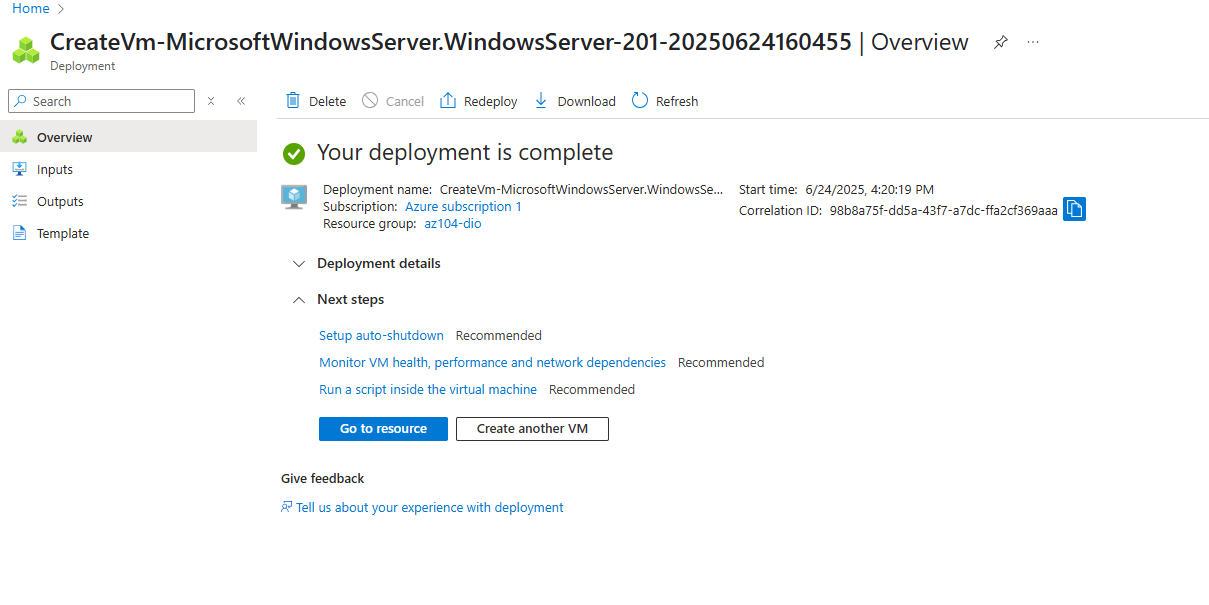 Home
CreateVm-MicrosoftWindowsServer.WindowsServer-201-20250624160455 | Overview
Deployment
Search
Delete Cancel Redeploy Download Refresh
Overview
Inputs
Outputs
Template
Your deployment is complete
Deployment name: CreateVm-MicrosoftWindowsServer.WindowsSe...
Subscription: Azure subscription 1
Resource group: az104-dio
Start time: 6/24/2025, 4:20:19 PM
Correlation ID: 98b8a75f-dd5a-43f7-a7dc-ffa2cf369aaa
Deployment details
Next steps
Setup auto-shutdown Recommended
Monitor VM health, performance and network dependencies Recommended
Run a script inside the virtual machine Recommended
Go to resource Create another VM
Give feedback
Tell us about your experience with deployment